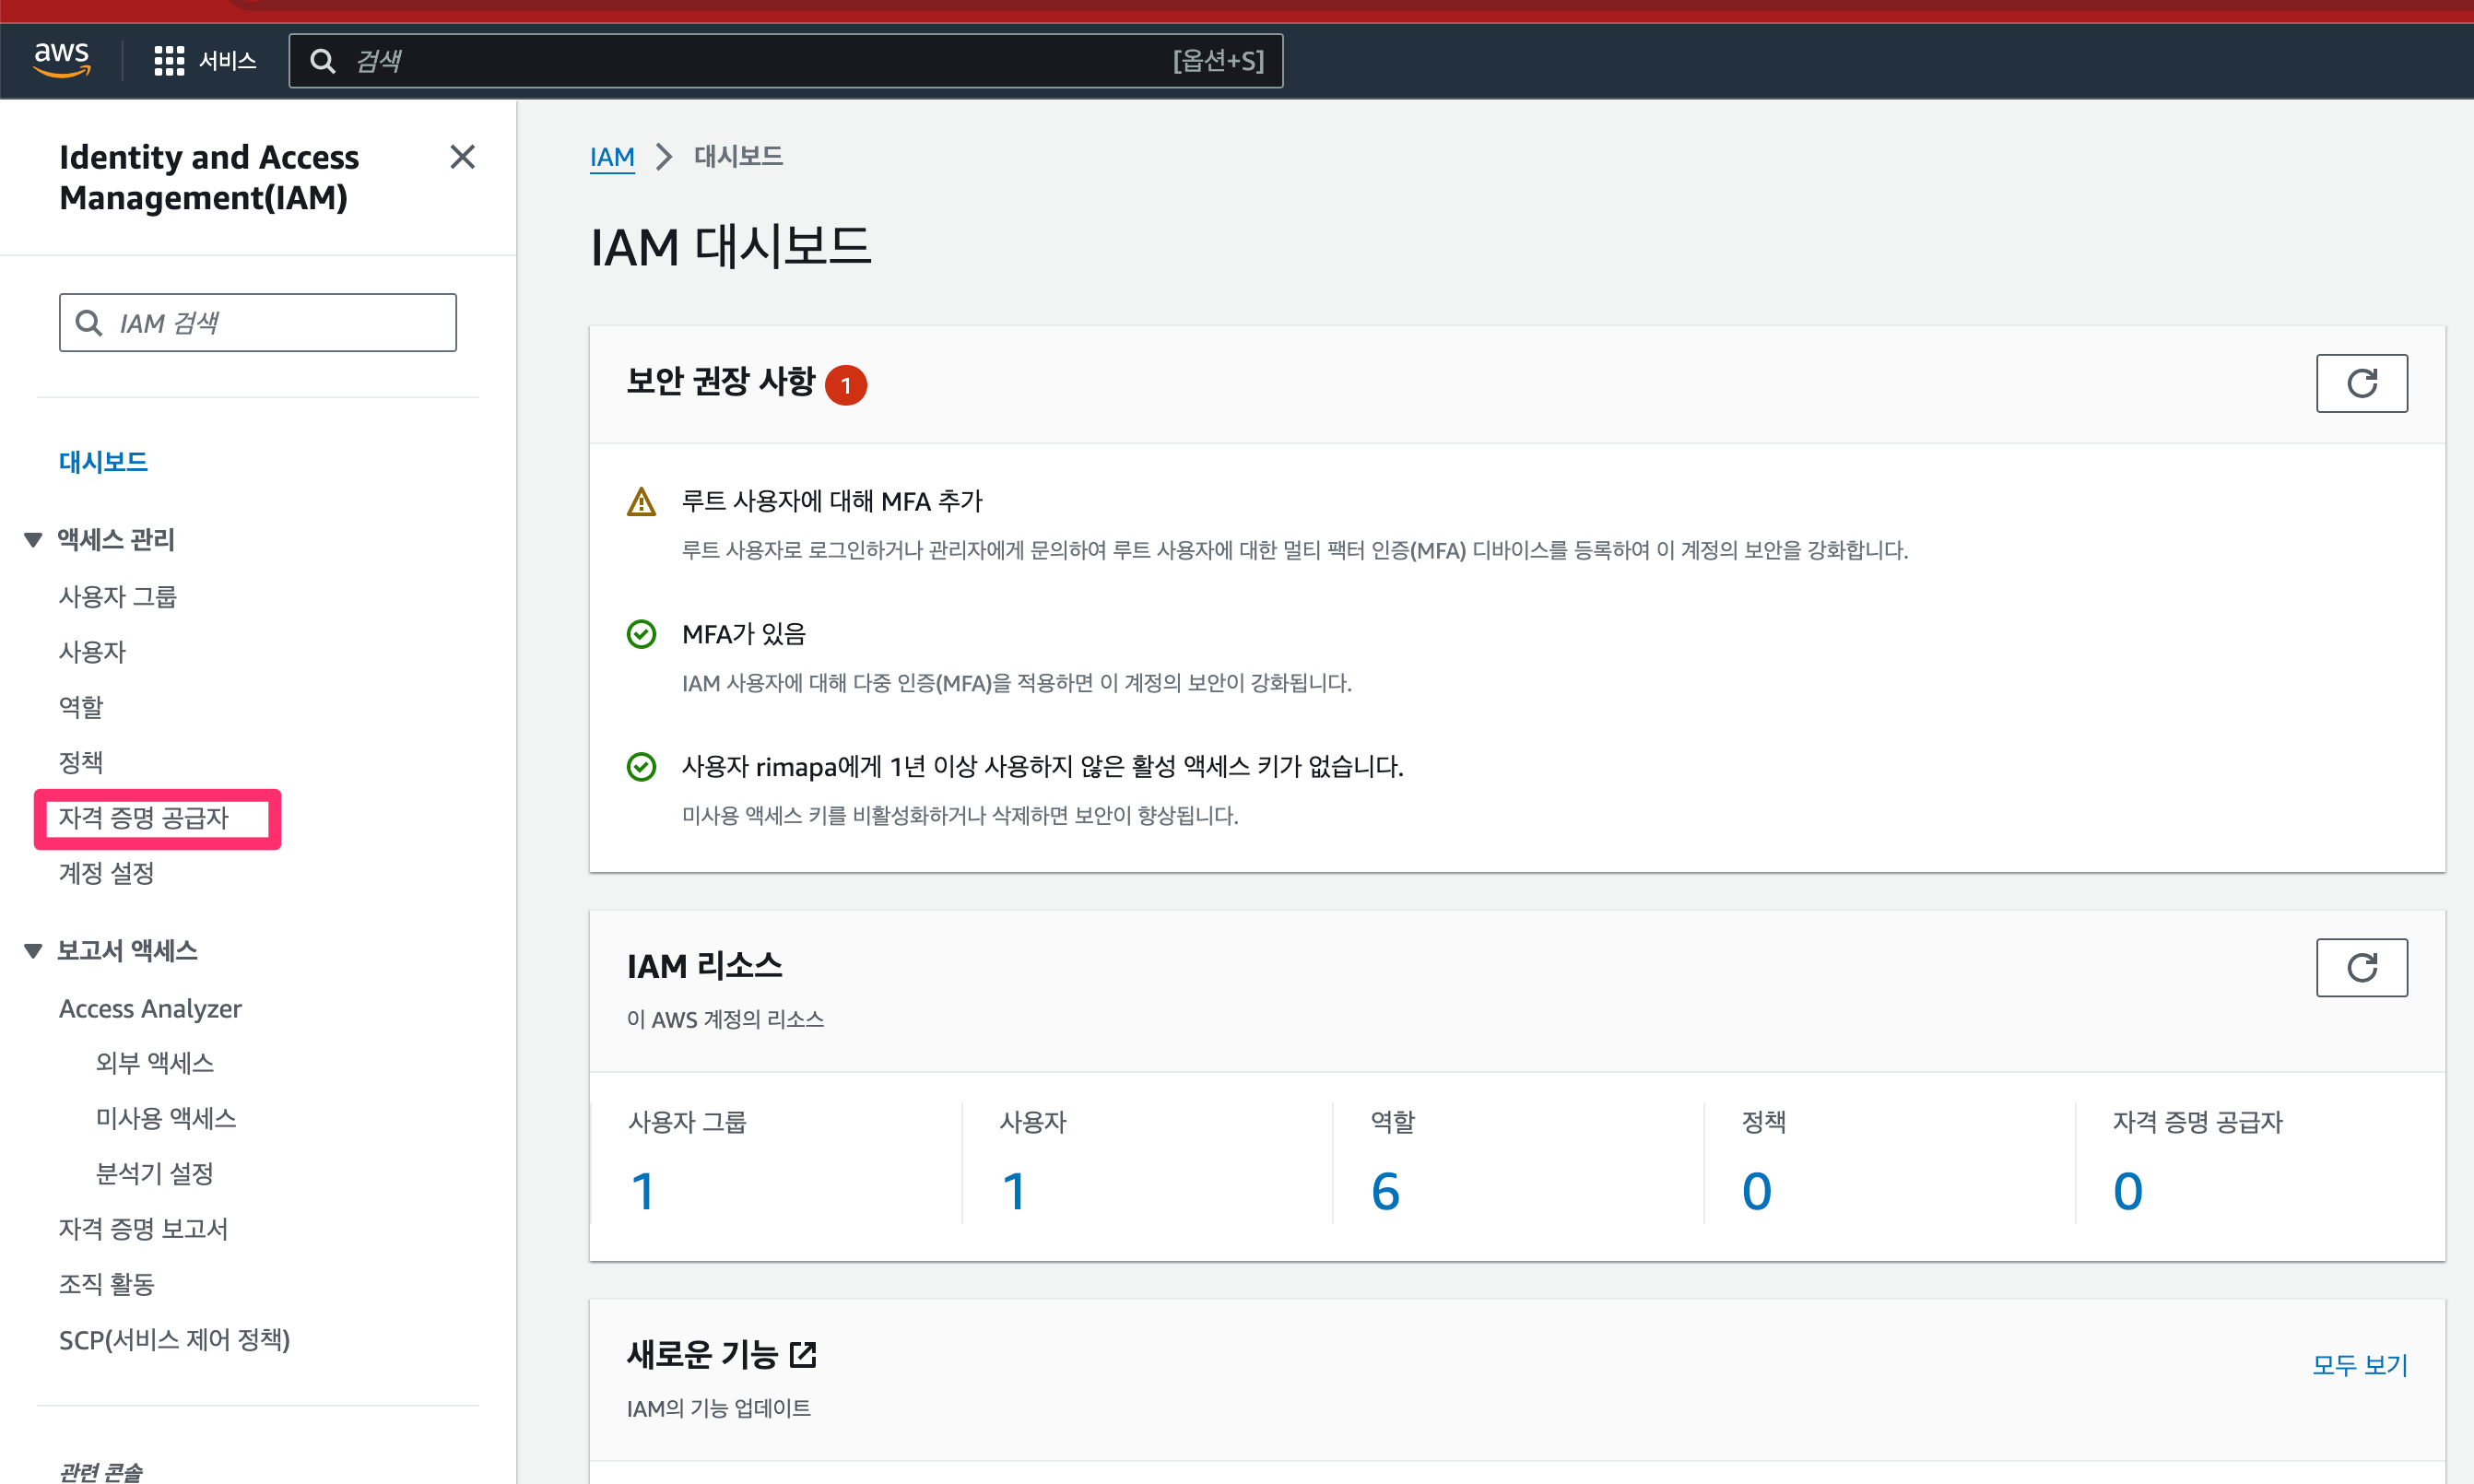 aws
서비스
검색
[옵션+S]
Identity and Access
Management(IAM)
IAM 검색
대시보드
액세스 관리
사용자 그룹
사용자
역할
정책
자격 증명 공급자
계정 설정
보고서 액세스
Access Analyzer
외부 액세스
미사용 액세스
분석기 설정
자격 증명 보고서
조직 활동
SCP(서비스 제어 정책)
관련 콘솔
IAM
대시보드
IAM 대시보드
보안 권장 사항 1
루트 사용자에 대해 MFA 추가
루트 사용자로 로그인하거나 관리자에게 문의하여 루트 사용자에 대한 멀티 팩터 인증(MFA) 디바이스를 등록하여 이 계정의 보안을 강화합니다.
MFA가 있음
IAM 사용자에 대해 다중 인증(MFA)을 적용하면 이 계정의 보안이 강화됩니다.
사용자 rimapa에게 1년 이상 사용하지 않은 활성 액세스 키가 없습니다.
미사용 액세스 키를 비활성화하거나 삭제하면 보안이 향상됩니다.
IAM 리소스
이 AWS 계정의 리소스
사용자 그룹
1
사용자
1
역할
6
정책
0
자격 증명 공급자
0
새로운 기능
모두 보기
IAM의 기능 업데이트